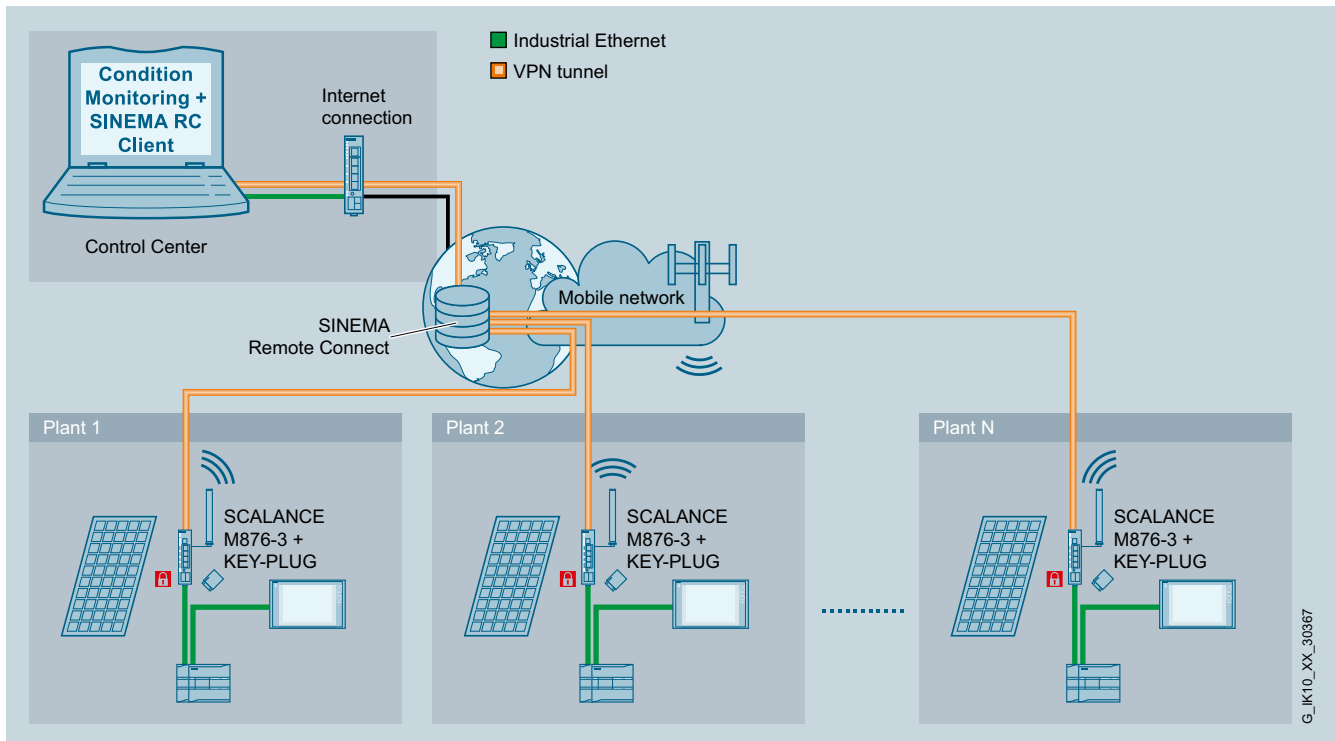 Industrial Ethernet
VPN tunnel
Condition
Monitoring +
SINEMA RC
Client
Internet
connection
Control Center
Mobile network
SINEMA
Remote Connect
Plant 1
SCALANCE
M876-3 +
KEY-PLUG
Plant 2
SCALANCE
M876-3 +
KEY-PLUG
Plant N
SCALANCE
M876-3 +
KEY-PLUG
G_IK10_XX_30367